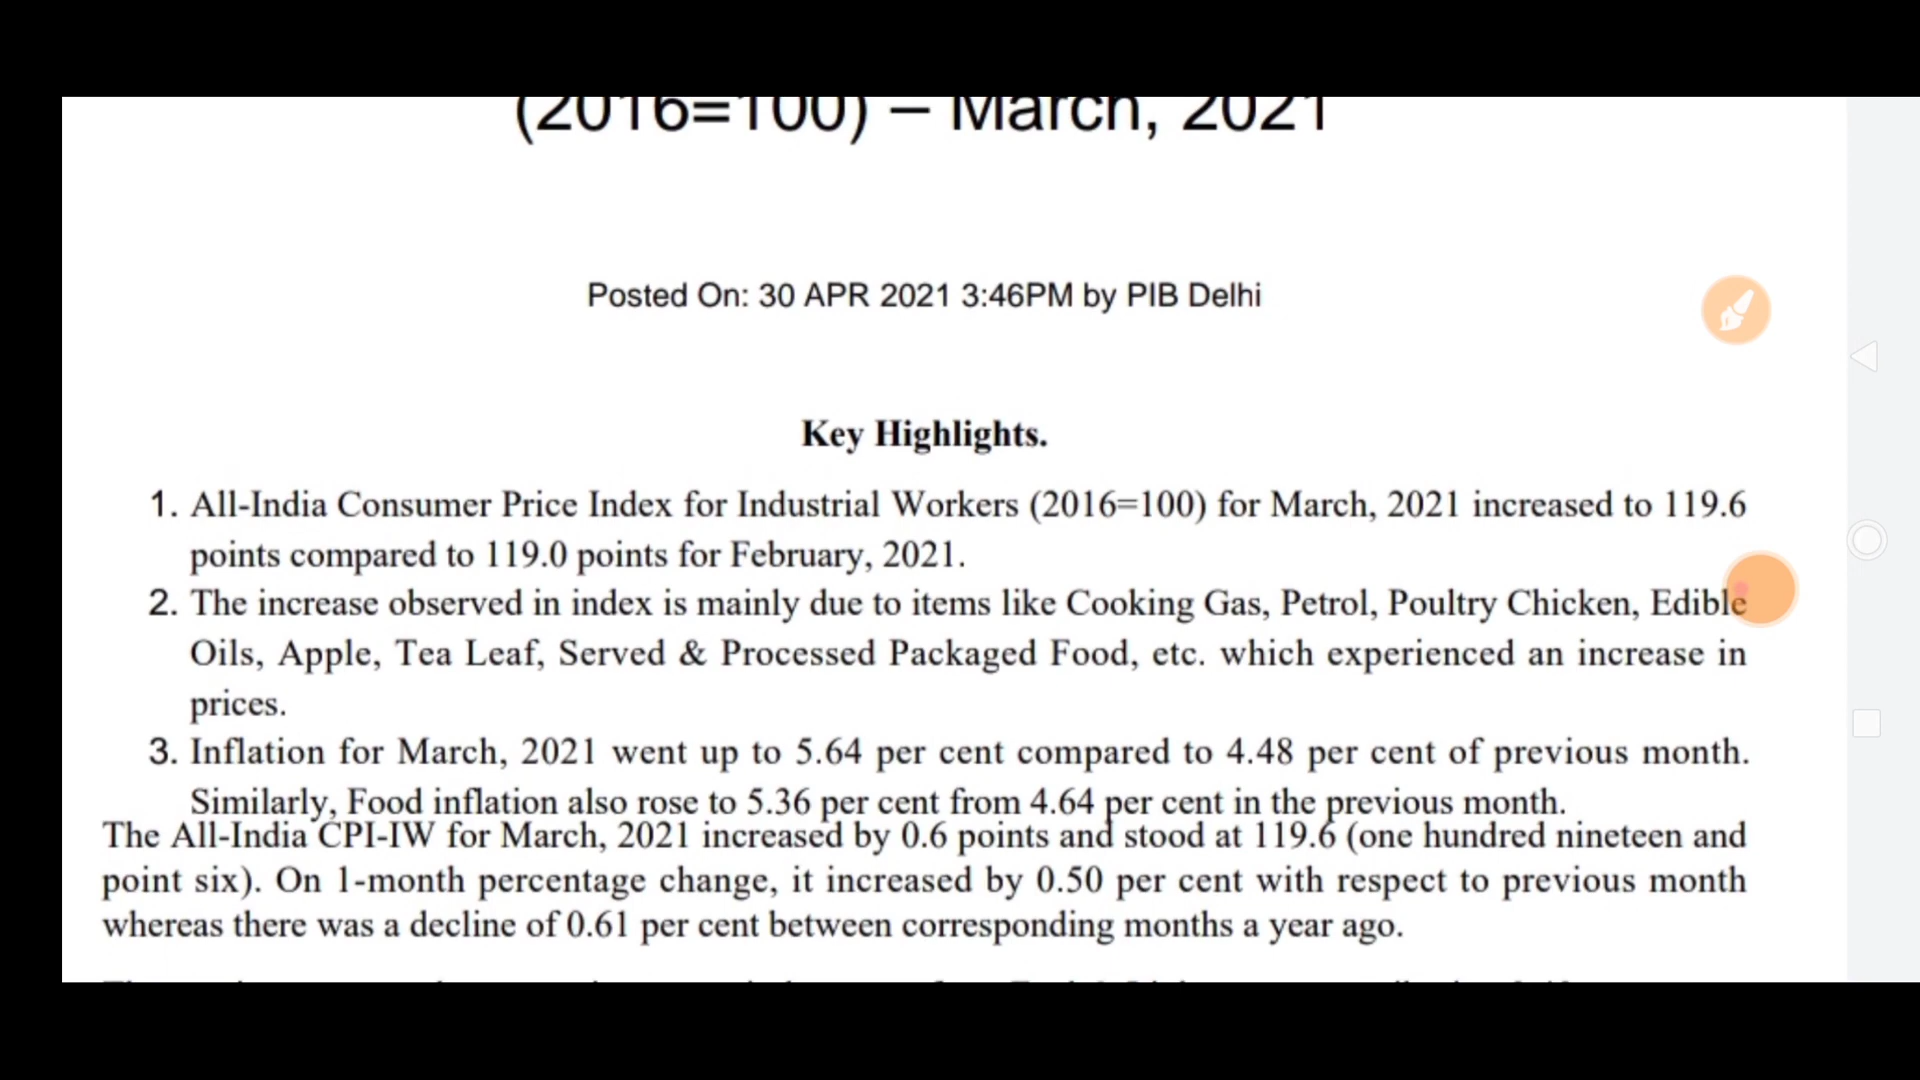 (2016=100) – March, 2021
Posted On: 30 APR 2021 3:46PM by PIB Delhi
Key Highlights.
1. All-India Consumer Price Index for Industrial Workers (2016=100) for March, 2021 increased to 119.6
points compared to 119.0 points for February, 2021.
2. The increase observed in index is mainly due to items like Cooking Gas, Petrol, Poultry Chicken, Edible
Oils, Apple, Tea Leaf, Served & Processed Packaged Food, etc. which experienced an increase in
prices.
3. Inflation for March, 2021 went up to 5.64 per cent compared to 4.48 per cent of previous month.
Similarly, Food inflation also rose to 5.36 per cent from 4.64 per cent in the previous month.
The All-India CPI-IW for March, 2021 increased by 0.6 points and stood at 119.6 (one hundred nineteen and
point six). On 1-month percentage change, it increased by 0.50 per cent with respect to previous month
whereas there was a decline of 0.61 per cent between corresponding months a year ago.